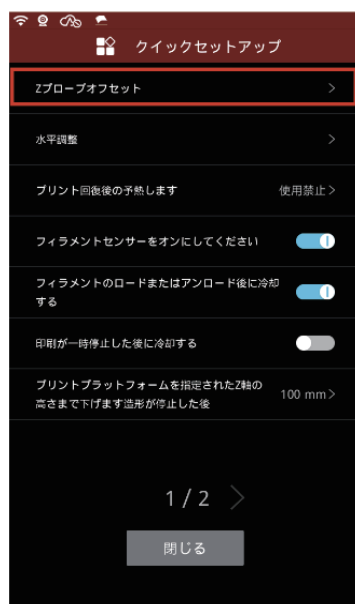 クイックセットアップ
Zプローブオフセット
水平調整
プリント回復後の予熱します 使用禁止
フィラメントセンサーをオンにしてください
フィラメントのロードまたはアンロード後に冷却
する
印刷が一時停止した後に冷却する
プリントプラットフォームを指定されたZ軸の
高さまで下げます造形が停止した後 100 mm
1 / 2
閉じる